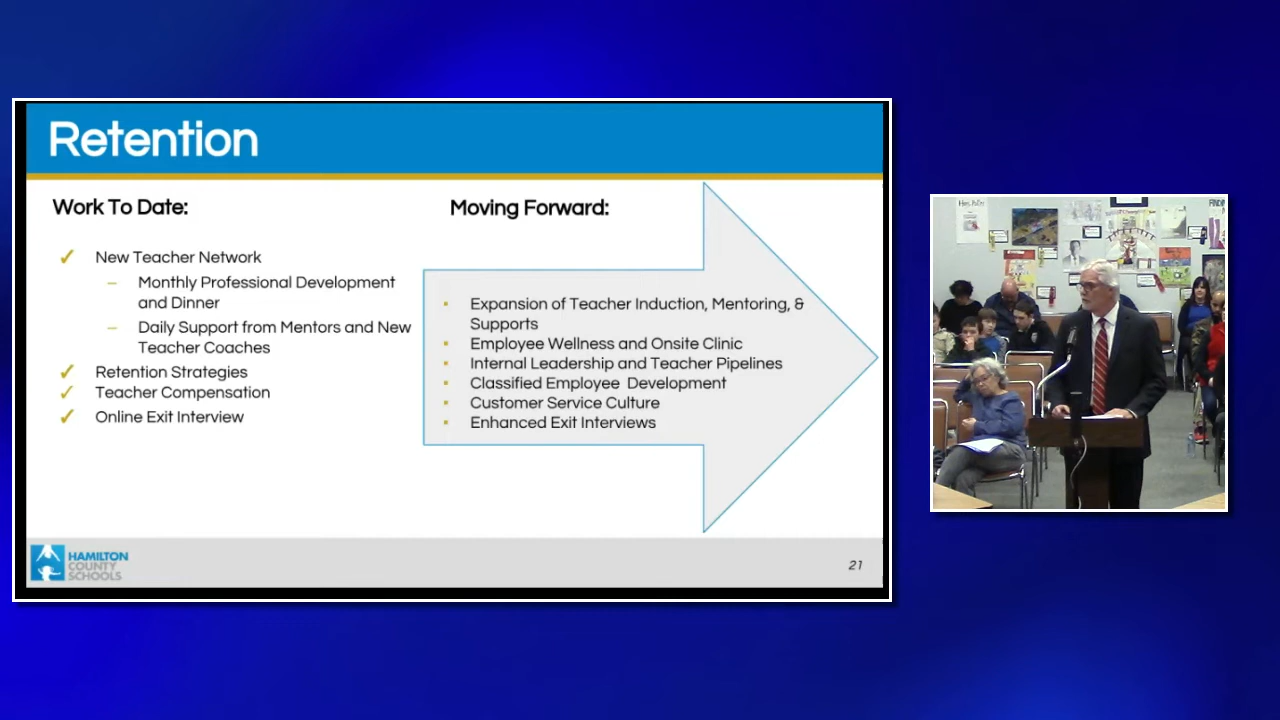 Retention
Work To Date:
✓ New Teacher Network
– Monthly Professional Development
and Dinner
– Daily Support from Mentors and New
Teacher Coaches
✓ Retention Strategies
✓ Teacher Compensation
✓ Online Exit Interview
Moving Forward:
▪ Expansion of Teacher Induction, Mentoring, &
Supports
▪ Employee Wellness and Onsite Clinic
▪ Internal Leadership and Teacher Pipelines
▪ Classified Employee Development
▪ Customer Service Culture
▪ Enhanced Exit Interviews
HAMILTON
COUNTY
SCHOOLS
21